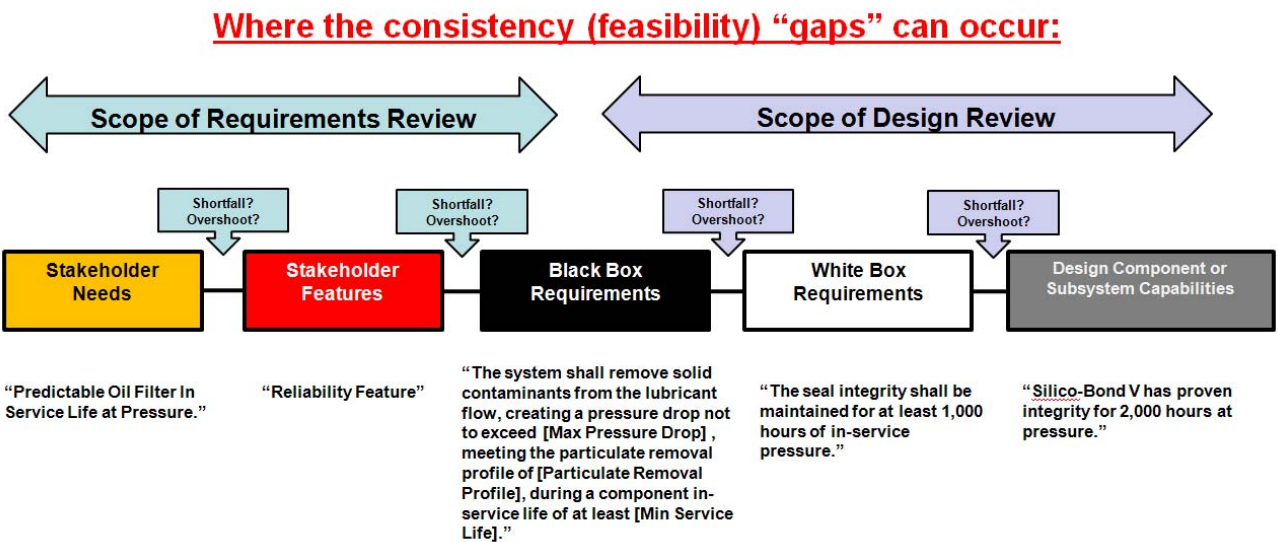 Where the consistency (feasibility) “gaps” can occur:
Scope of Requirements Review
Scope of Design Review
Shortfall?
Overshoot?
Shortfall?
Overshoot?
Shortfall?
Overshoot?
Shortfall?
Overshoot?
Stakeholder
Needs
Stakeholder
Features
Black Box
Requirements
White Box
Requirements
Design Component or
Subsystem Capabilities
“Predictable Oil Filter In
Service Life at Pressure.”
“Reliability Feature”
“The system shall remove solid
contaminants from the lubricant
flow, creating a pressure drop not
to exceed [Max Pressure Drop] ,
meeting the particulate removal
profile of [Particulate Removal
Profile], during a component in-
service life of at least [Min Service
Life].”
“The seal integrity shall be
maintained for at least 1,000
hours of in-service
pressure.”
“Silico-Bond V has proven
integrity for 2,000 hours at
pressure.”